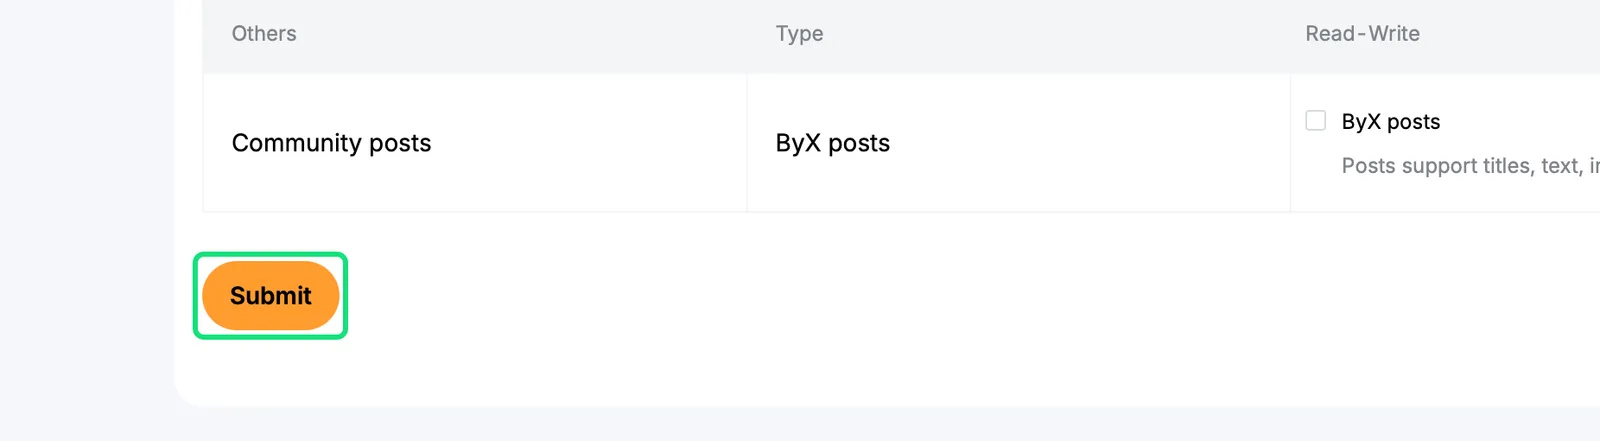 Others
Type
Read-Write
Community posts
ByX posts
ByX posts
Posts support titles, text,
Submit